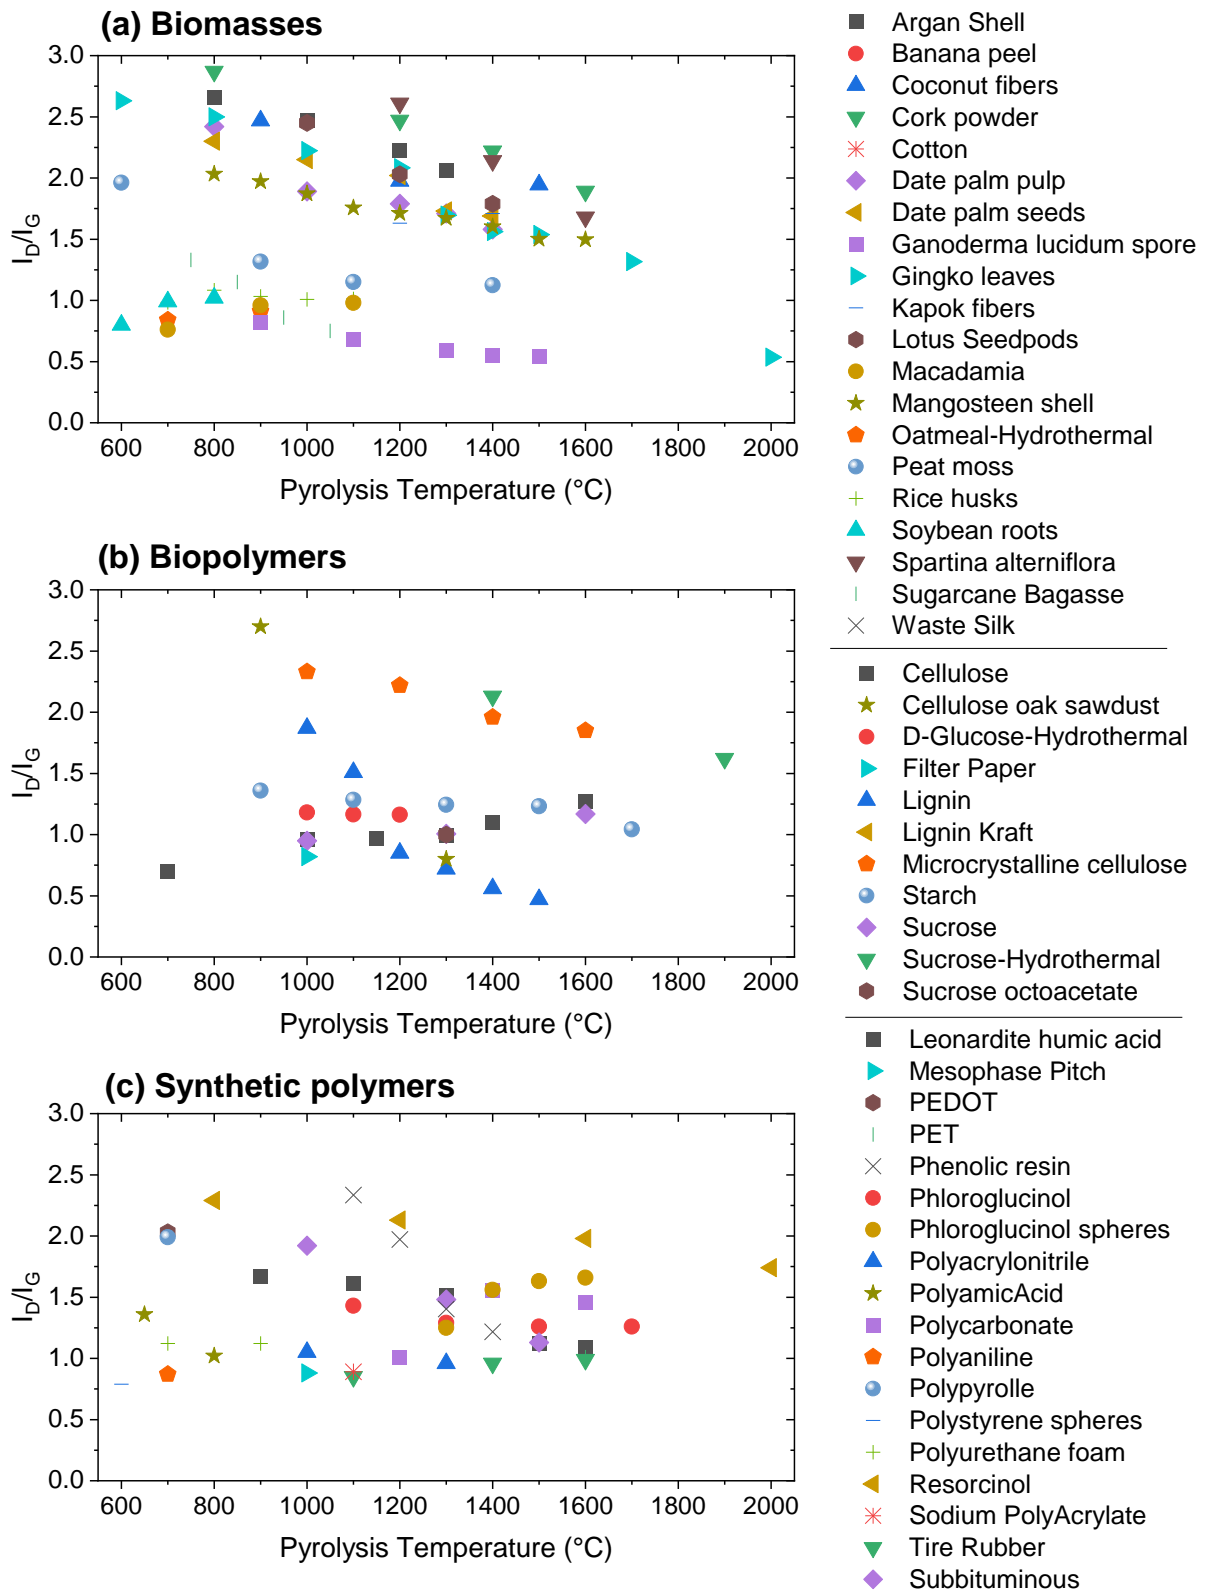 (a) Biomasses
3.0
2.5
2.0
1.5
1.0
0.5
0.0
I_D/I_G
600 800 1000 1200 1400 1600 1800 2000
Pyrolysis Temperature (°C)
Argan Shell
Banana peel
Coconut fibers
Cork powder
Cotton
Date palm pulp
Date palm seeds
Ganoderma lucidum spore
Gingko leaves
Kapok fibers
Lotus Seedpods
Macadamia
Mangosteen shell
Oatmeal-Hydrothermal
Peat moss
Rice husks
Soybean roots
Spartina alterniflora
Sugarcane Bagasse
Waste Silk
(b) Biopolymers
3.0
2.5
2.0
1.5
1.0
0.5
0.0
I_D/I_G
600 800 1000 1200 1400 1600 1800 2000
Pyrolysis Temperature (°C)
Cellulose
Cellulose oak sawdust
D-Glucose-Hydrothermal
Filter Paper
Lignin
Lignin Kraft
Microcrystalline cellulose
Starch
Sucrose
Sucrose-Hydrothermal
Sucrose octoacetate
(c) Synthetic polymers
3.0
2.5
2.0
1.5
1.0
0.5
0.0
I_D/I_G
600 800 1000 1200 1400 1600 1800 2000
Pyrolysis Temperature (°C)
Leonardite humic acid
Mesophase Pitch
PEDOT
PET
Phenolic resin
Phloroglucinol
Phloroglucinol spheres
Polyacrylonitrile
PolyamicAcid
Polycarbonate
Polyaniline
Polypyrolle
Polystyrene spheres
Polyurethane foam
Resorcinol
Sodium PolyAcrylate
Tire Rubber
Subbituminous